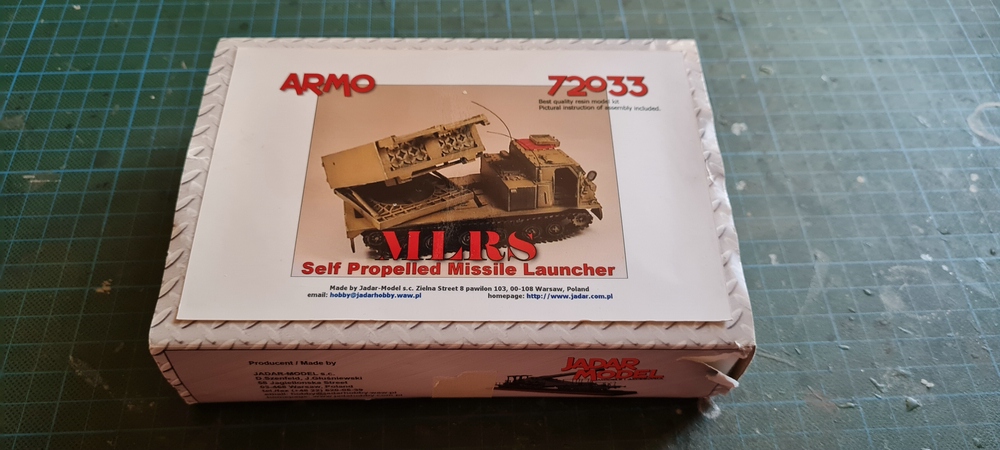 ARMO
72033
Best quality resin model kit
Pictural instruction of assembly included.
MLRS
Self Propelled Missile Launcher
Made by Jadar-Model s.c. Zielna Street 8 pawilon 103, 00-108 Warsaw, Poland
email: hobby@jadarhobby.waw.pl homepage: http://www.jadar.com.pl
Producent / Made by
JADAR-MODEL s.c.
JADAR
MODEL